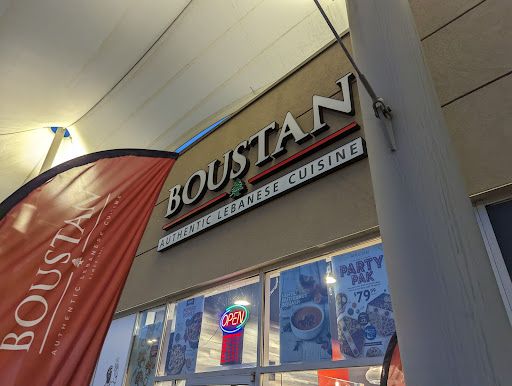 BOUSTAN
AUTHENTIC LEBANESE CUISINE
BOUSTAN
AUTHENTIC LEBANESE CUISINE
OPEN
PARTY
PAK
$79